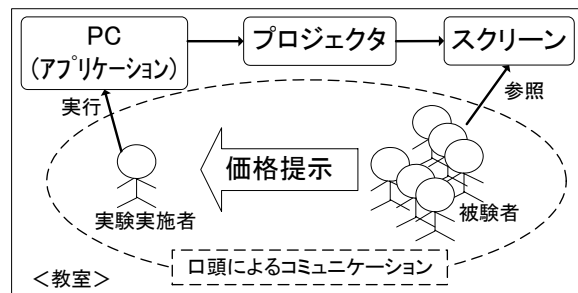 PC
(アプリケーション)
プロジェクタ
スクリーン
実行
参照
価格提示
実験実施者
被験者
口頭によるコミュニケーション
<教室>